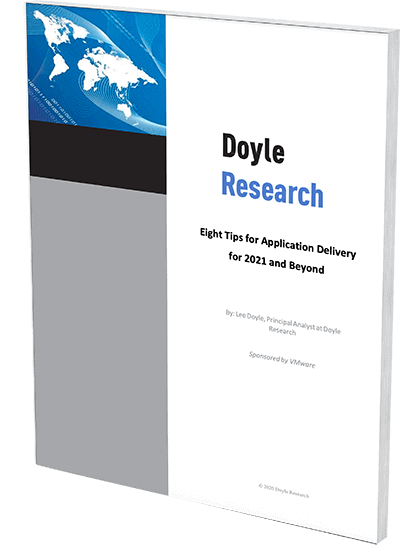 Doyle
Research
Eight Tips for Application Delivery
for 2021 and Beyond
By: Lee Doyle, Principal Analyst at Doyle
Research
Sponsored by VMware
© 2020 Doyle Research